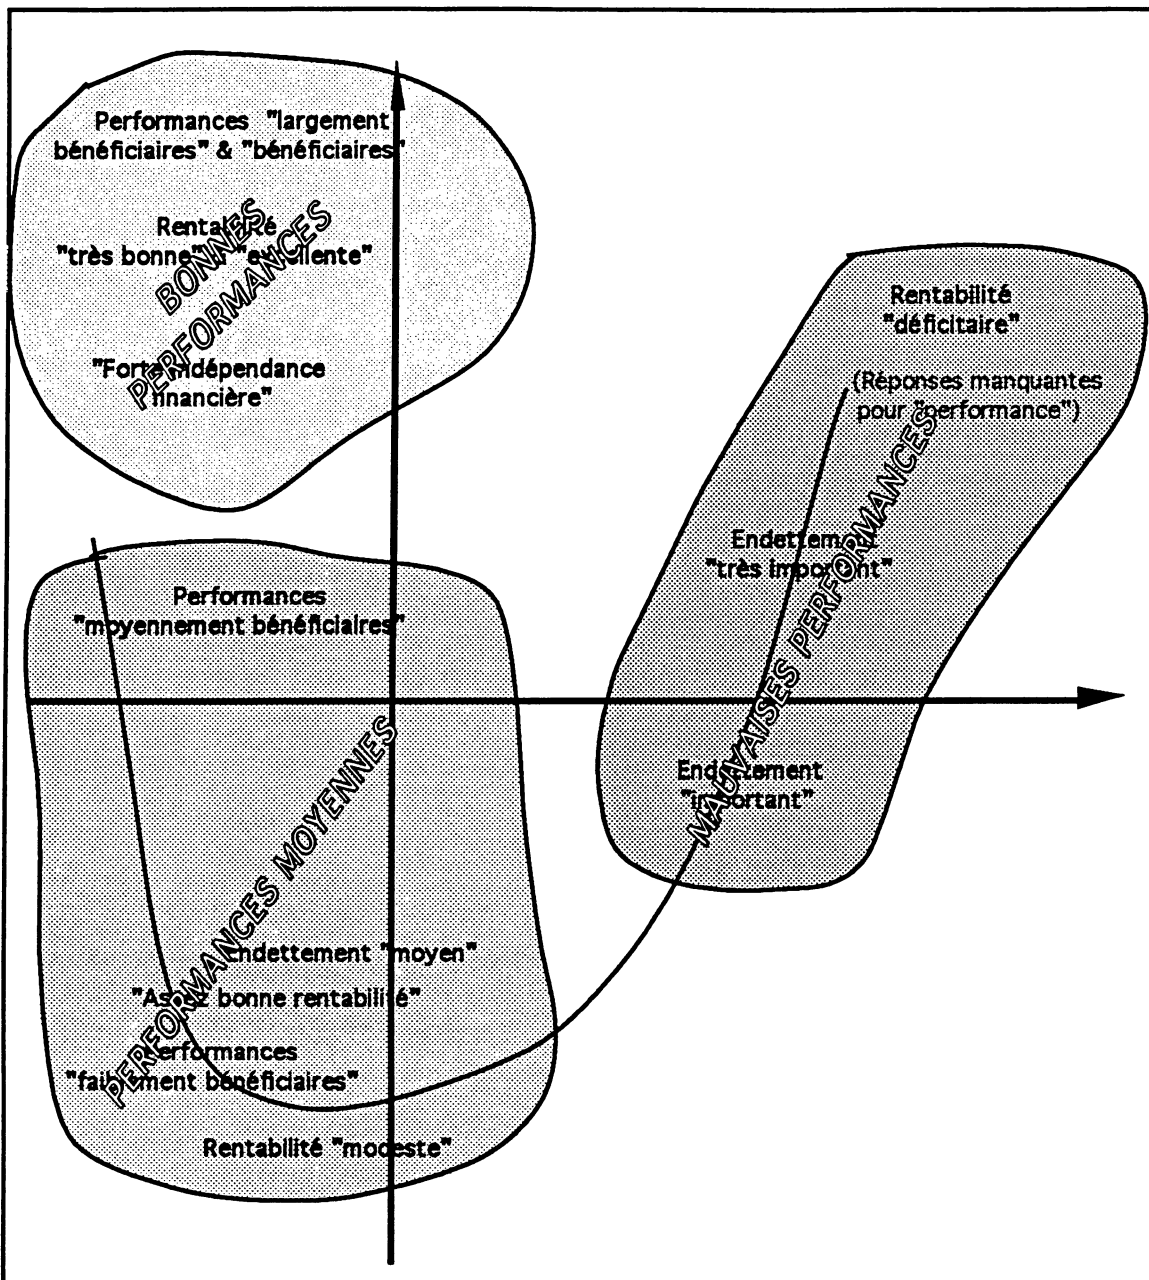 Performances "largement
bénéficiaires" & "bénéficiaires"
Rentabilité
"très bonne" à "excellente"
BONNES
PERFORMANCES
"Forte indépendance
financière"
Rentabilité
"déficitaire"
(Réponses manquantes
pour "performance")
Endettement
"très important"
MAUVAISES PERFORMANCES
Endettement
"important"
Performances
"moyennement bénéficiaires"
PERFORMANCES MOYENNES
Endettement "moyen"
"Assez bonne rentabilité"
Performances
"faiblement bénéficiaires"
Rentabilité "modeste"